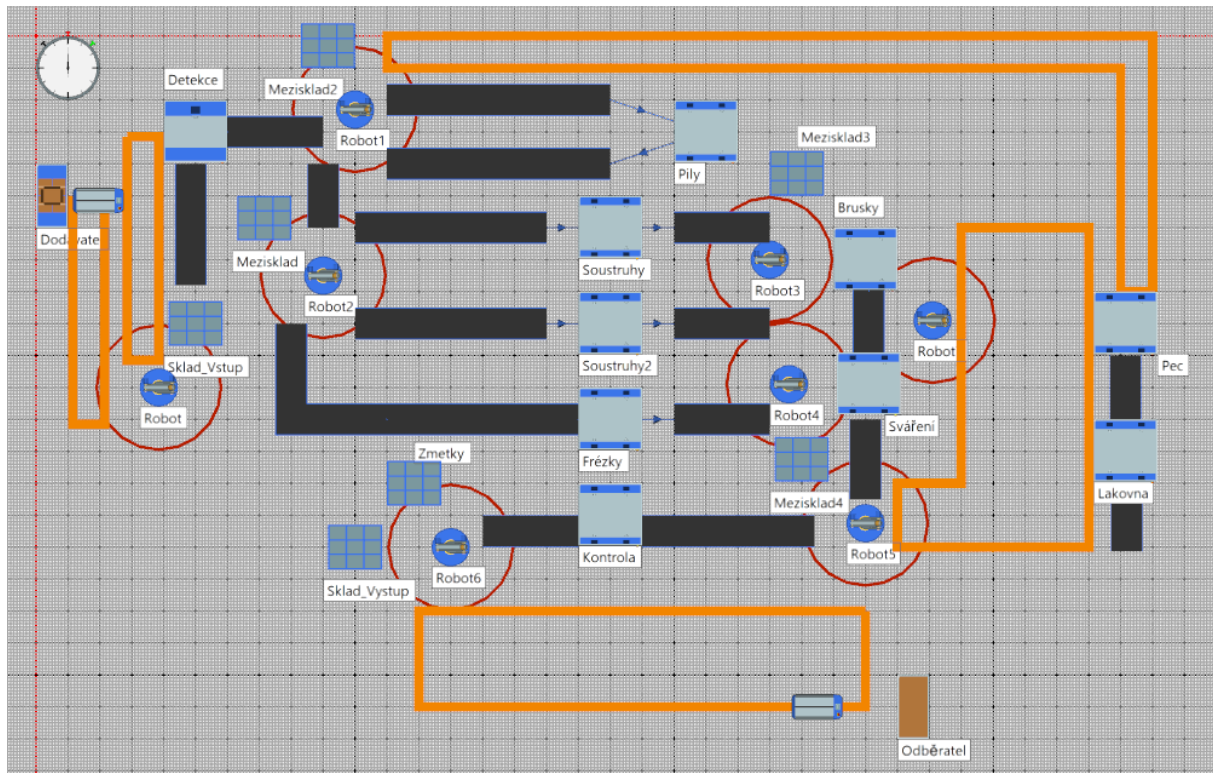 Detekce
Mezisklad2
Robot1
Mezisklad3
Pily
Brusky
Dodavatel
Mezisklad
Soustruhy
Robot3
Robot2
Robot
Soustruhy2
Sklad_Vstup
Pec
Robot
Robot4
Sváření
Zmetky
Frézky
Mezisklad4
Lakovna
Kontrola
Robot5
Robot6
Sklad_Vystup
Odběratel